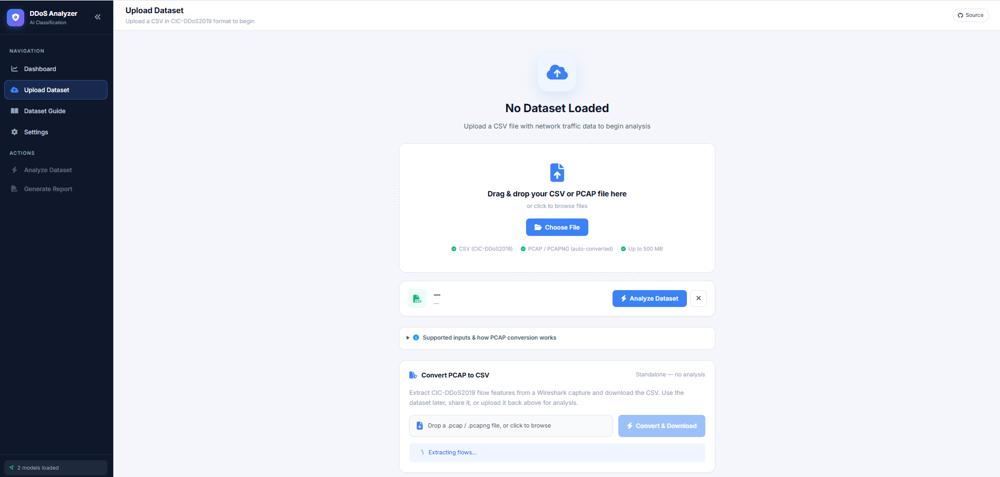 DDoS Analyzer
AI Classification
NAVIGATION
Dashboard
Upload Dataset
Dataset Guide
Settings
ACTIONS
Analyze Dataset
Generate Report
2 models loaded
Upload Dataset
Upload a CSV in CIC-DDoS2019 format to begin
Source
No Dataset Loaded
Upload a CSV file with network traffic data to begin analysis
Drag & drop your CSV or PCAP file here
or click to browse files
Choose File
CSV (CIC-DDoS2019) PCAP / PCAPNG (auto-converted) Up to 500 MB
CSV
—
—
Analyze Dataset
Supported inputs & how PCAP conversion works
Convert PCAP to CSV
Standalone — no analysis
Extract CIC-DDoS2019 flow features from a Wireshark capture and download the CSV. Use the
dataset later, share it, or upload it back above for analysis.
Drop a .pcap / .pcapng file, or click to browse
Convert & Download
Extracting flows...